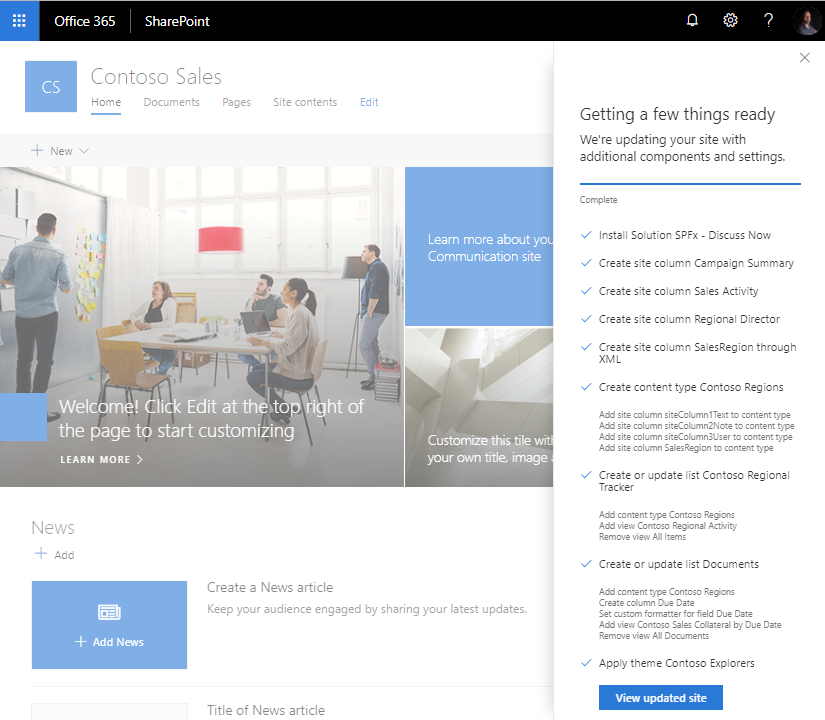 Office 365
SharePoint
?
CS
Contoso Sales
Home
Documents
Pages
Site contents
Edit
New
Learn more about you
Communication site
Welcome! Click Edit at the top right of
the page to start customizing
LEARN MORE
Customize this tile with
your own title, image a
News
Add
Add News
Create a News article
Keep your audience engaged by sharing your latest updates.
Title of News article
Getting a few things ready
We're updating your site with
additional components and settings.
Complete
Install Solution SPFx - Discuss Now
Create site column Campaign Summary
Create site column Sales Activity
Create site column Regional Director
Create site column SalesRegion through
XML
Create content type Contoso Regions
Add site column siteColumn1Text to content type
Add site column siteColumn2Note to content type
Add site column siteColumn3User to content type
Add site column SalesRegion to content type
Create or update list Contoso Regional
Tracker
Add content type Contoso Regions
Add view Contoso Regional Activity
Remove view All Items
Create or update list Documents
Add content type Contoso Regions
Create column Due Date
Set custom formatter for field Due Date
Add view Contoso Sales Collateral by Due Date
Remove view All Documents
Apply theme Contoso Explorers
View updated site